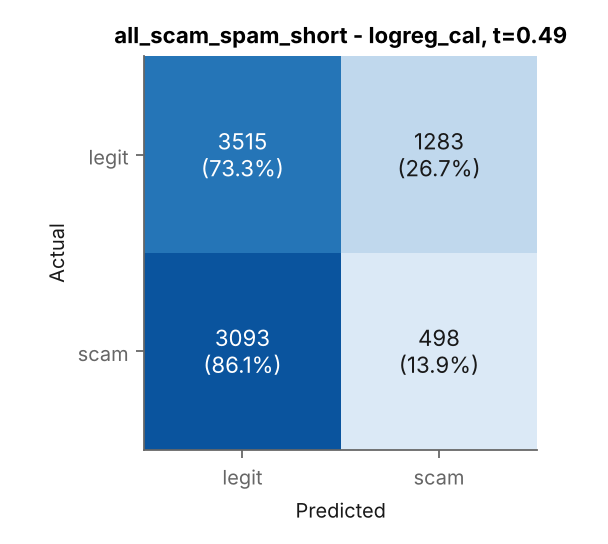 all_scam_spam_short - logreg_cal, t=0.49
Actual
legit
3515
(73.3%)
1283
(26.7%)
scam
3093
(86.1%)
498
(13.9%)
legit
scam
Predicted